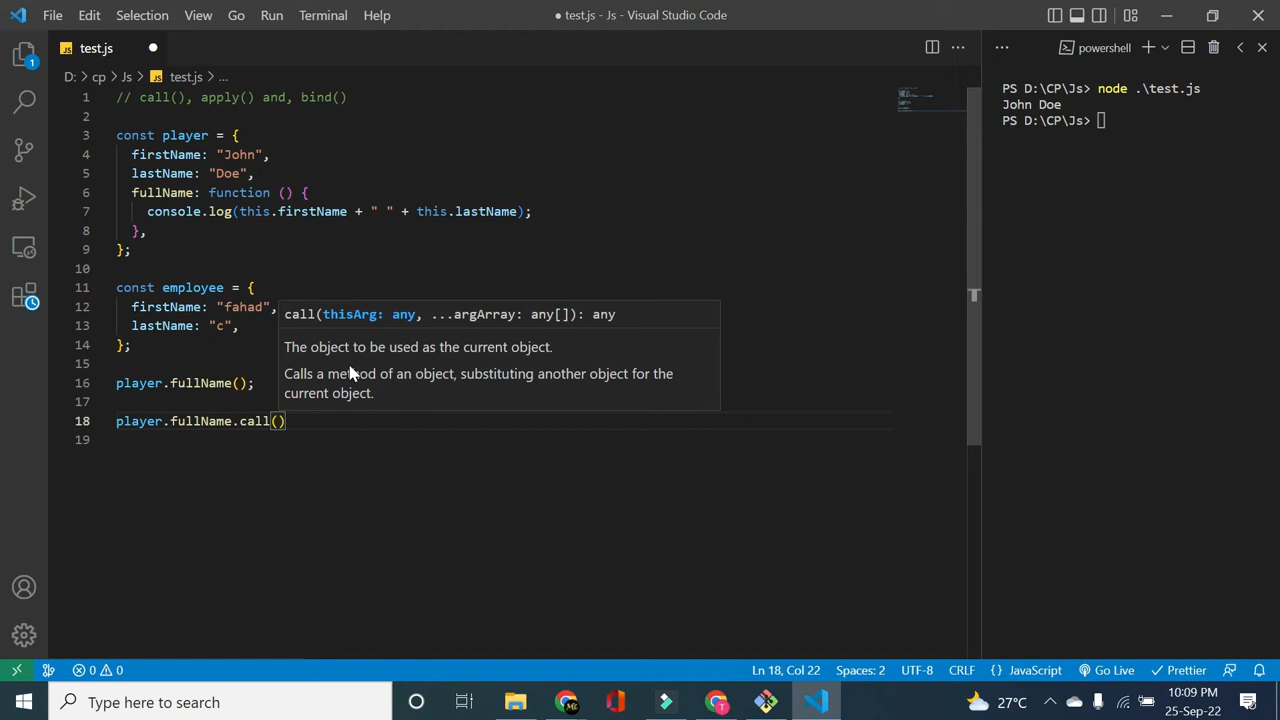 File Edit Selection View Go Run Terminal Help
● test.js - Visual Studio Code
JS test.js ●
powershell
D: > cp > Js > JS test.js > ...
1 // call(), apply() and, bind()
2
3 const player = {
4 firstName: "John",
5 lastName: "Doe",
6 fullName: function () {
7 console.log(this.firstName + " " + this.lastName);
8 },
9 };
10
11 const employee = {
12 firstName: "fahad",
13 lastName: "c",
14 };
15
16 player.fullName();
17
18 player.fullName.call()
19
call(thisArg: any, ...argArray: any[]): any
The object to be used as the current object.
Calls a method of an object, substituting another object for the
current object.
PS D:\CP\Js> node .\test.js
John Doe
PS D:\CP\Js>
1
0 0
Ln 18, Col 22 Spaces: 2 UTF-8 CRLF {} JavaScript Go Live Prettier
Type here to search
27°C
10:09 PM
25-Sep-22